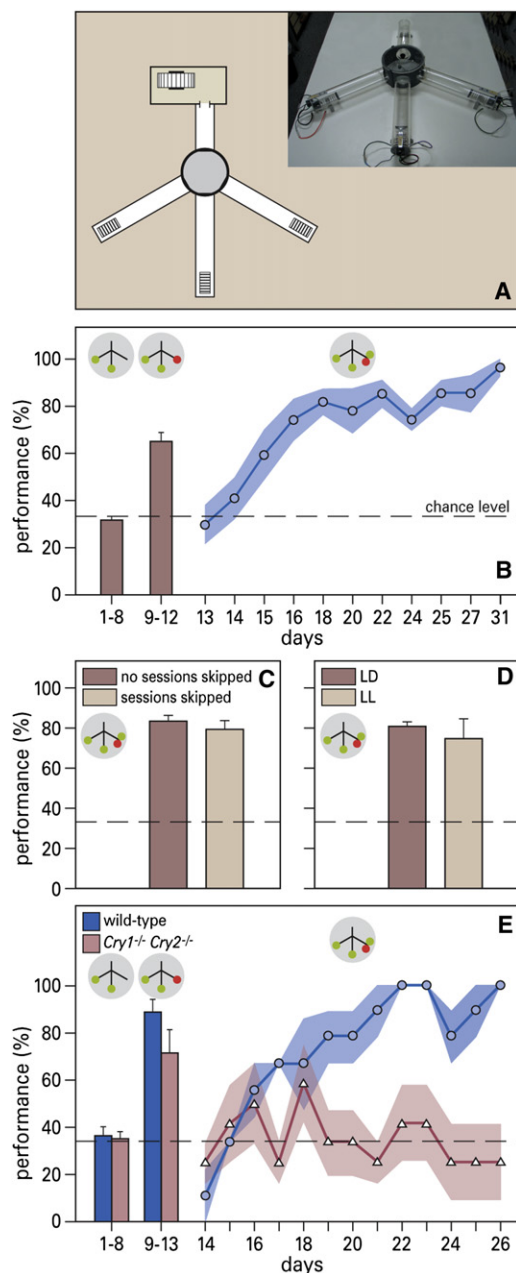 A
100
80
60
40
20
0
performance (%)
chance level
B
1-8 9-12 13 14 15 16 18 20 22 24 25 27 31
days
no sessions skipped
sessions skipped
C
100
80
60
40
20
0
performance (%)
LD
LL
D
wild-type
Cry1-/- Cry2-/-
E
100
80
60
40
20
0
performance (%)
1-8 9-13 14 16 18 20 22 24 26
days